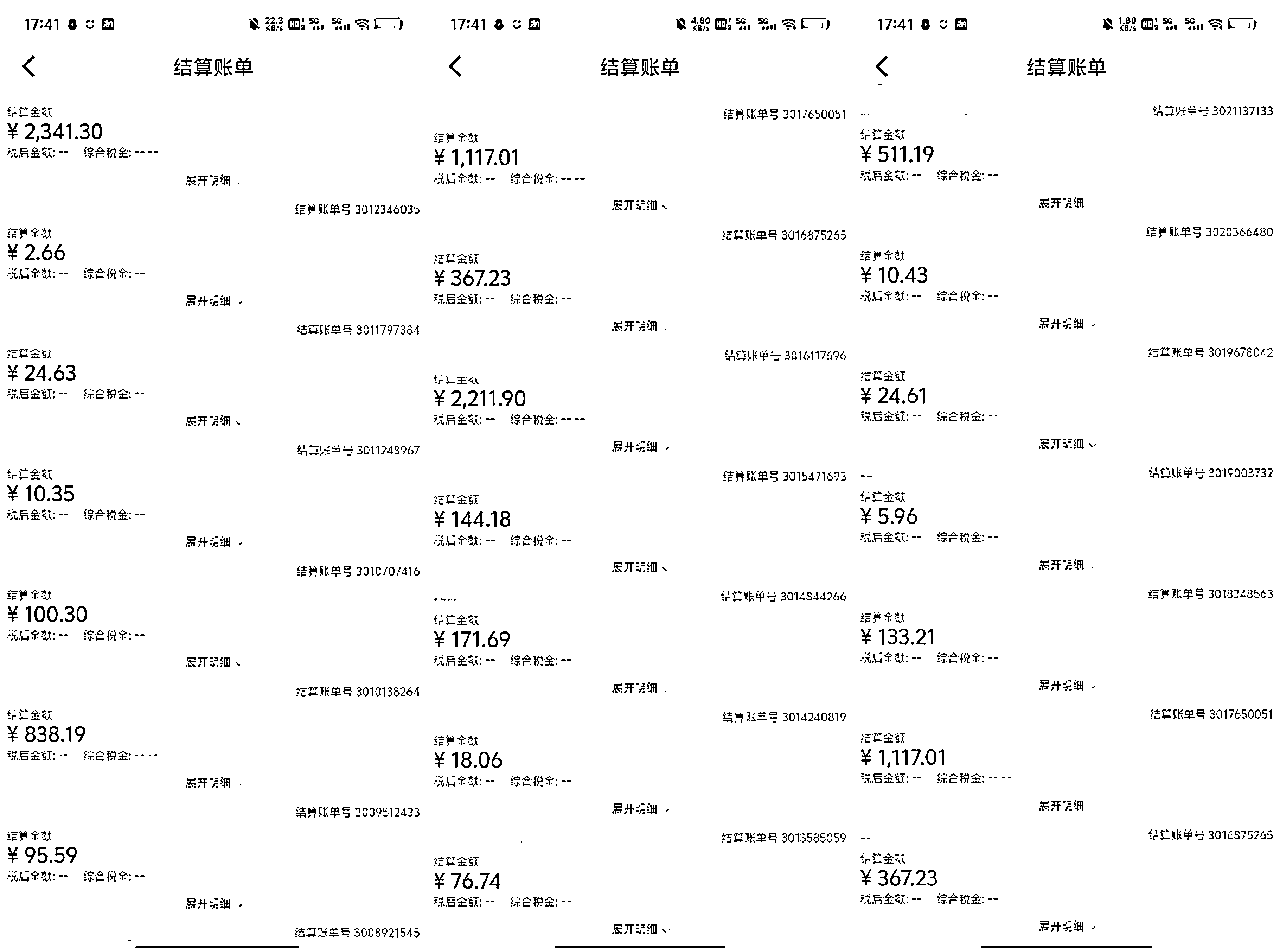 17:41
22.3 KB/s HD 5G 5G
结算账单
结算金额
¥ 2,341.30
税后金额: -- 综合税金: ----
展开明细
结算账单号 3012346035
结算金额
¥ 2.66
税后金额: -- 综合税金: --
展开明细
结算账单号 3011797384
结算金额
¥ 24.63
税后金额: -- 综合税金: --
展开明细
结算账单号 3011248967
结算金额
¥ 10.35
税后金额: -- 综合税金: --
展开明细
结算账单号 3010707416
结算金额
¥ 100.30
税后金额: -- 综合税金: --
展开明细
结算账单号 3010138264
结算金额
¥ 838.19
税后金额: -- 综合税金: ----
展开明细
结算账单号 3009512433
结算金额
¥ 95.59
税后金额: -- 综合税金: --
展开明细
结算账单号 3008921545
17:41
4.80 KB/s HD 5G 5G
结算账单
结算账单号 3017650051
结算金额
¥ 1,117.01
税后金额: -- 综合税金: ----
展开明细
结算账单号 3016875265
结算金额
¥ 367.23
税后金额: -- 综合税金: --
展开明细
结算账单号 3016117696
结算金额
¥ 2,211.90
税后金额: -- 综合税金: ----
展开明细
结算账单号 3015471693
结算金额
¥ 144.18
税后金额: -- 综合税金: --
展开明细
结算账单号 3014844266
结算金额
¥ 171.69
税后金额: -- 综合税金: --
展开明细
结算账单号 3014240819
结算金额
¥ 18.06
税后金额: -- 综合税金: --
展开明细
结算账单号 3013585059
结算金额
¥ 76.74
税后金额: -- 综合税金: --
展开明细
17:41
1.80 KB/s HD 5G 5G
结算账单
结算账单号 3021137133
结算金额
¥ 511.19
税后金额: -- 综合税金: --
展开明细
结算账单号 3020366480
结算金额
¥ 10.43
税后金额: -- 综合税金: --
展开明细
结算账单号 3019678042
结算金额
¥ 24.61
税后金额: -- 综合税金: --
展开明细
结算账单号 3019003732
结算金额
¥ 5.96
税后金额: -- 综合税金: --
展开明细
结算账单号 3018348563
结算金额
¥ 133.21
税后金额: -- 综合税金: --
展开明细
结算账单号 3017650051
结算金额
¥ 1,117.01
税后金额: -- 综合税金: ----
展开明细
结算账单号 3016875265
结算金额
¥ 367.23
税后金额: -- 综合税金: --
展开明细